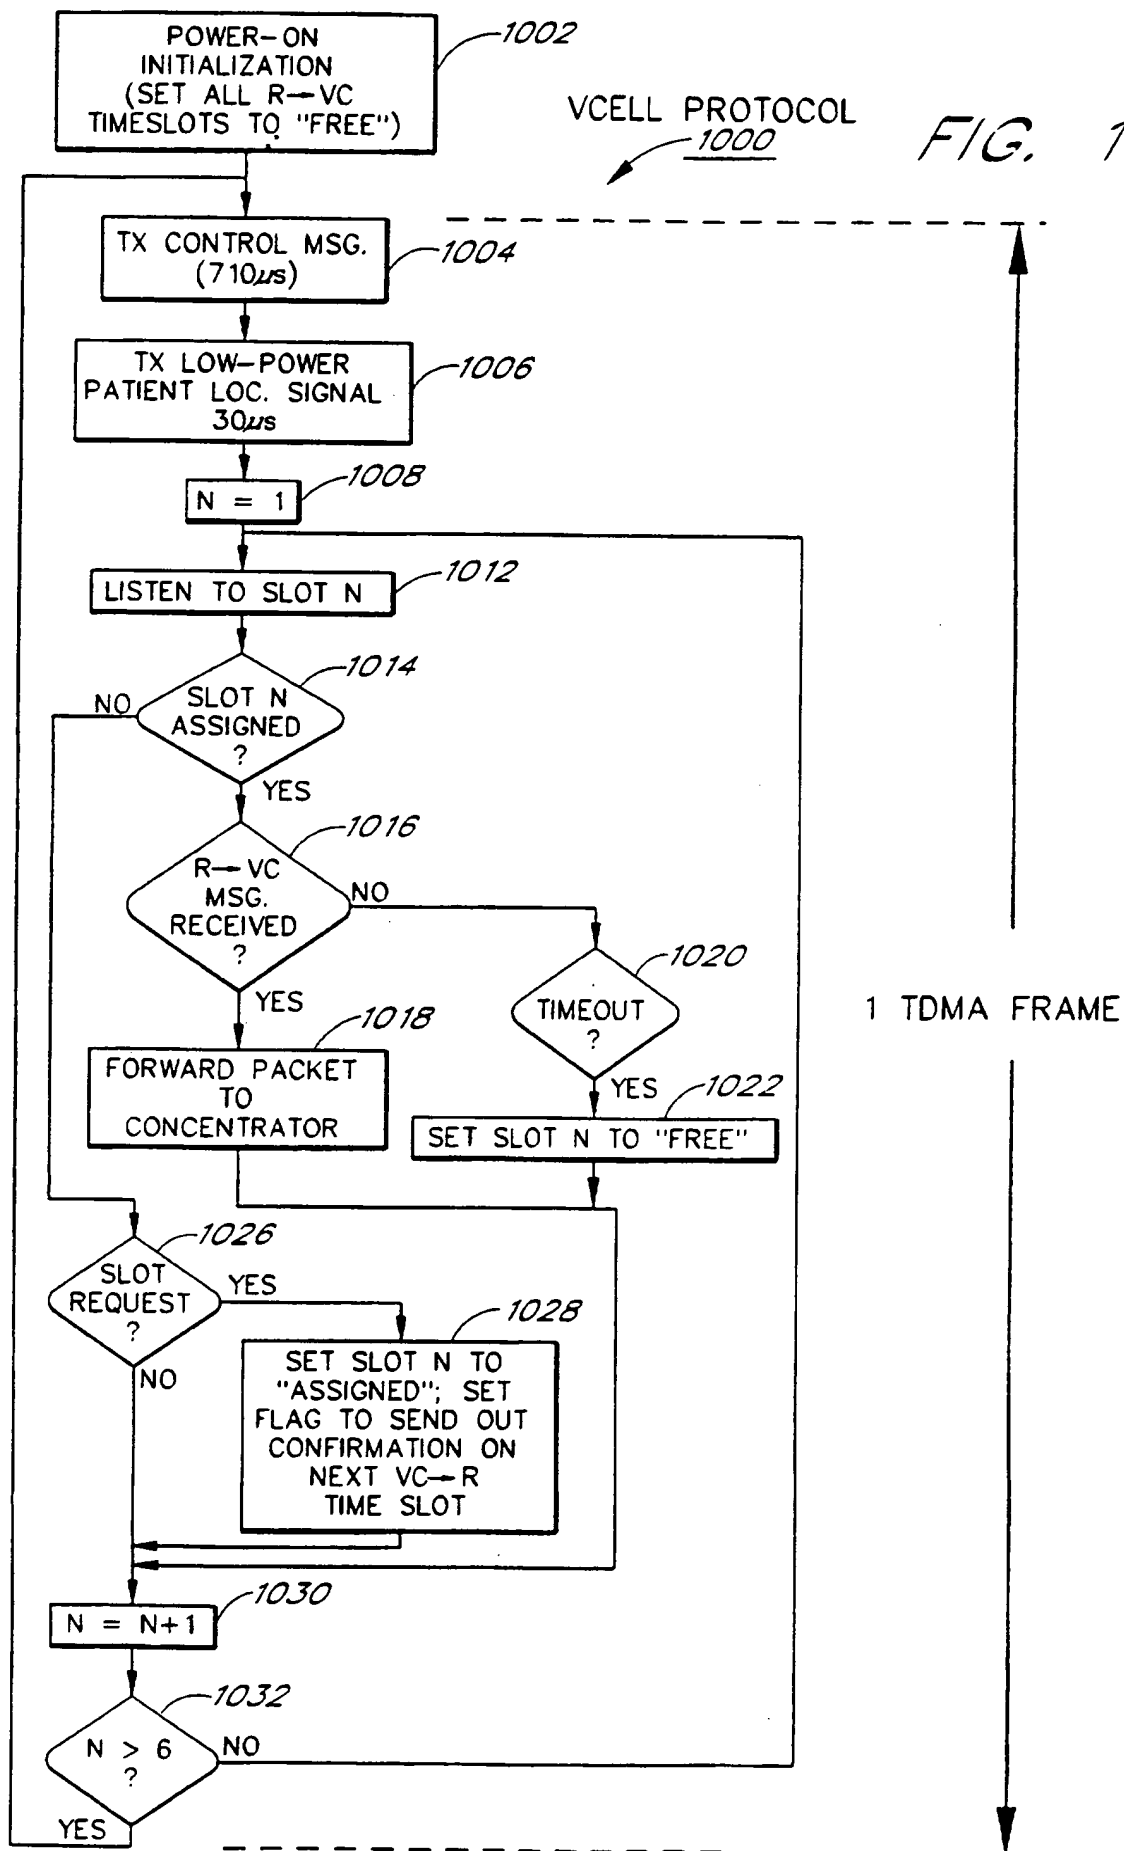 POWER-ON
INITIALIZATION
(SET ALL R→VC
TIMESLOTS TO "FREE")
1002
VCELL PROTOCOL
1000
FIG. 1
TX CONTROL MSG.
(710µs)
1004
TX LOW-POWER
PATIENT LOC. SIGNAL
30µs
1006
N = 1
1008
LISTEN TO SLOT N
1012
SLOT N
ASSIGNED
?
1014
NO
YES
R→VC
MSG.
RECEIVED
?
1016
NO
YES
TIMEOUT
?
1020
YES
1 TDMA FRAME
FORWARD PACKET
TO
CONCENTRATOR
1018
SET SLOT N TO "FREE"
1022
SLOT
REQUEST
?
1026
YES
NO
SET SLOT N TO
"ASSIGNED"; SET
FLAG TO SEND OUT
CONFIRMATION ON
NEXT VC→R
TIME SLOT
1028
N = N+1
1030
N > 6
?
1032
NO
YES